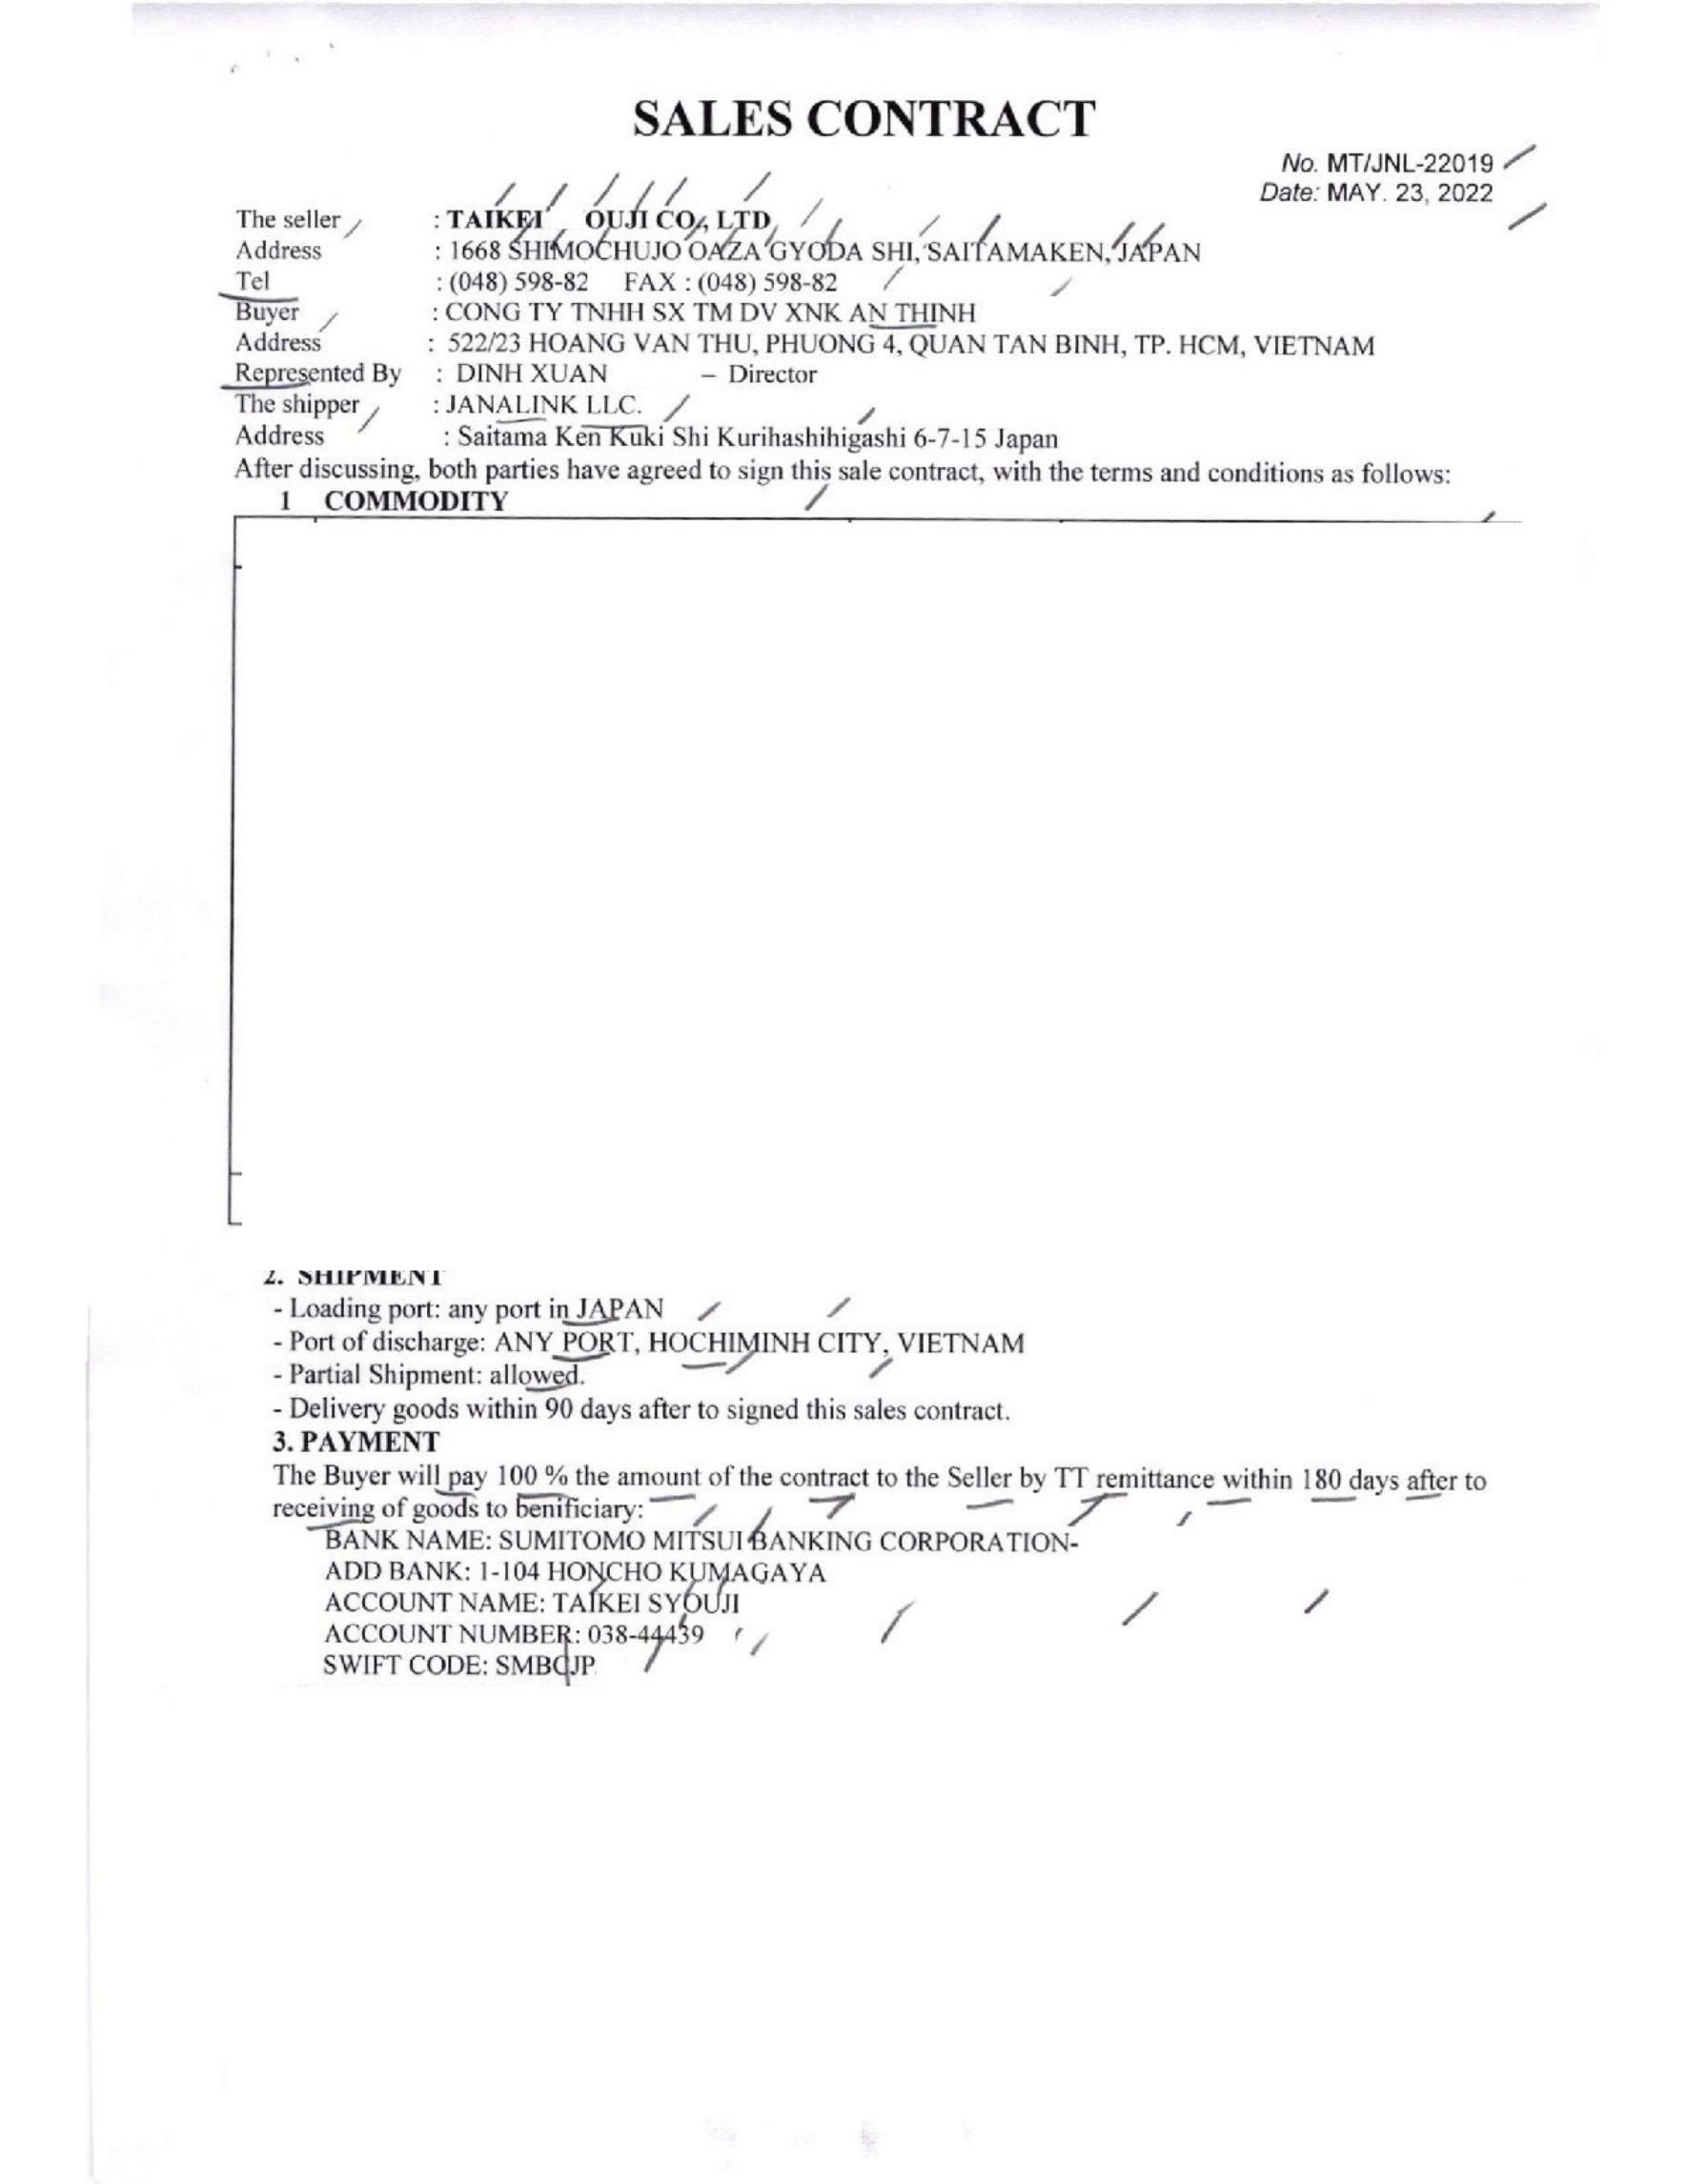 SALES CONTRACT
No. MT/JNL-22019
Date: MAY. 23, 2022
The seller : TAIKEI OUJI CO., LTD
Address : 1668 SHIMOCHUJO OAZA GYODA SHI, SAITAMAKEN, JAPAN
Tel : (048) 598-82 FAX : (048) 598-82
Buyer : CONG TY TNHH SX TM DV XNK AN THINH
Address : 522/23 HOANG VAN THU, PHUONG 4, QUAN TAN BINH, TP. HCM, VIETNAM
Represented By : DINH XUAN – Director
The shipper : JANALINK LLC.
Address : Saitama Ken Kuki Shi Kurihashihigashi 6-7-15 Japan
After discussing, both parties have agreed to sign this sale contract, with the terms and conditions as follows:
1 COMMODITY
2. SHIPMENT
- Loading port: any port in JAPAN
- Port of discharge: ANY PORT, HOCHIMINH CITY, VIETNAM
- Partial Shipment: allowed.
- Delivery goods within 90 days after to signed this sales contract.
3. PAYMENT
The Buyer will pay 100 % the amount of the contract to the Seller by TT remittance within 180 days after to
receiving of goods to benificiary:
BANK NAME: SUMITOMO MITSUI BANKING CORPORATION-
ADD BANK: 1-104 HONCHO KUMAGAYA
ACCOUNT NAME: TAIKEI SYOUJI
ACCOUNT NUMBER: 038-44439
SWIFT CODE: SMBCJP